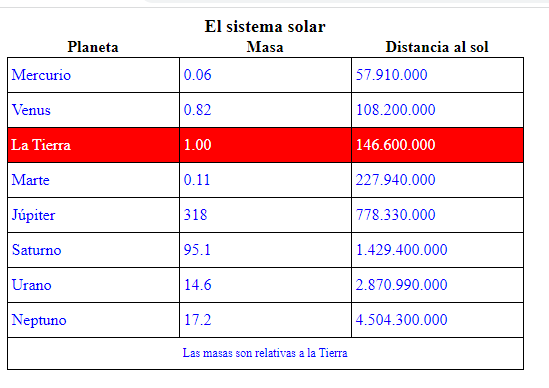 El sistema solar
Planeta Masa Distancia al sol
Mercurio 0.06 57.910.000
Venus 0.82 108.200.000
La Tierra 1.00 146.600.000
Marte 0.11 227.940.000
Júpiter 318 778.330.000
Saturno 95.1 1.429.400.000
Urano 14.6 2.870.990.000
Neptuno 17.2 4.504.300.000
Las masas son relativas a la Tierra